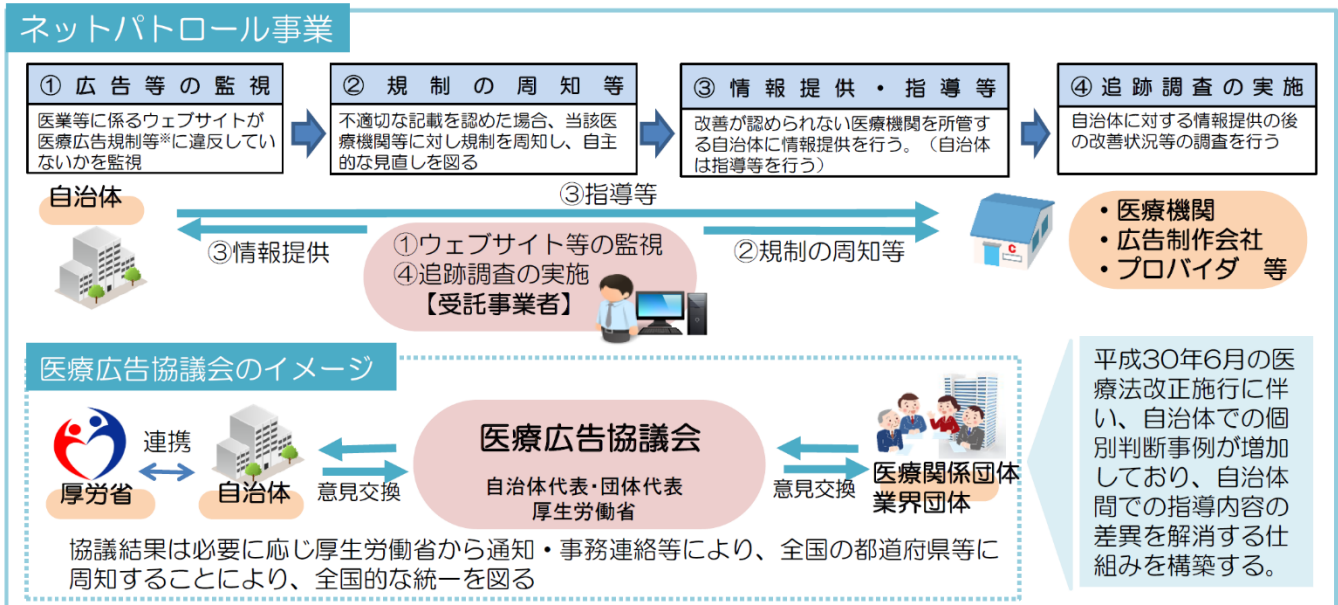 ネットパトロール事業
①広告等の監視
医業等に係るウェブサイトが
医療広告規制等※に違反してい
ないかを監視
②規制の周知等
不適切な記載を認めた場合、当該医
療機関等に対し規制を周知し、自主
的な見直しを図る
③情報提供・指導等
改善が認められない医療機関を所管す
る自治体に情報提供を行う。（自治体
は指導等を行う）
④追跡調査の実施
自治体に対する情報提供の後
の改善状況等の調査を行う
自治体
③指導等
③情報提供
①ウェブサイト等の監視
④追跡調査の実施
【受託事業者】
②規制の周知等
C
・医療機関
・広告制作会社
・プロバイダ 等
医療広告協議会のイメージ
厚労省
連携
自治体
意見交換
医療広告協議会
自治体代表・団体代表
厚生労働省
意見交換
医療関係団体
業界団体
協議結果は必要に応じ厚生労働省から通知・事務連絡等により、全国の都道府県等に
周知することにより、全国的な統一を図る
平成30年6月の医
療法改正施行に伴
い、自治体での個
別判断事例が増加
しており、自治体
間での指導内容の
差異を解消する仕
組みを構築する。